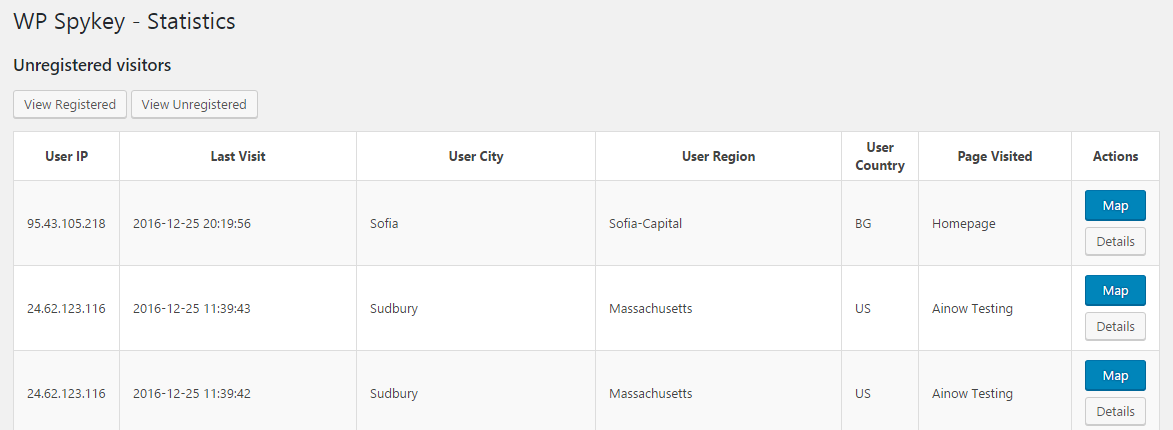 WP Spykey - Statistics
Unregistered visitors
View Registered View Unregistered
User IP Last Visit User City User Region User Country Page Visited Actions
95.43.105.218 2016-12-25 20:19:56 Sofia Sofia-Capital BG Homepage Map
Details
24.62.123.116 2016-12-25 11:39:43 Sudbury Massachusetts US Ainow Testing Map
Details
24.62.123.116 2016-12-25 11:39:42 Sudbury Massachusetts US Ainow Testing Map
Details